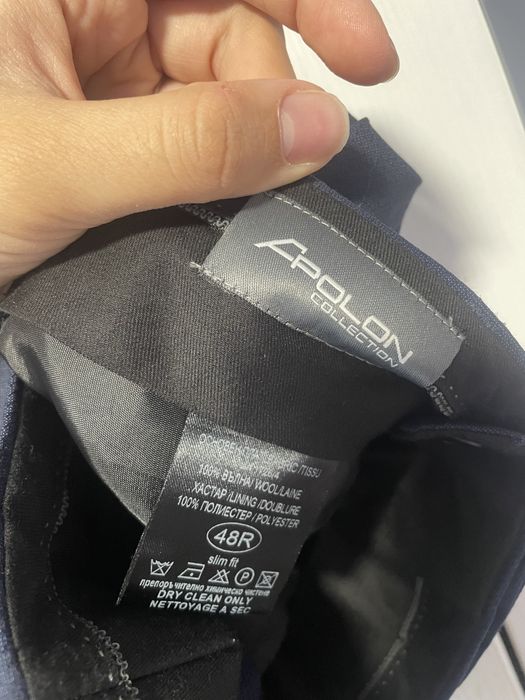 APOLON
COLLECTION
100% ВЪЛНА/ WOOL/LAINE
ХАСТАР/LINING/DOUBLURE
100% ПОЛИЕСТЕР / POLYESTER
48R
slim fit
P
препоръчително химическо чистене
DRY CLEAN ONLY
NETTOYAGE A SEC